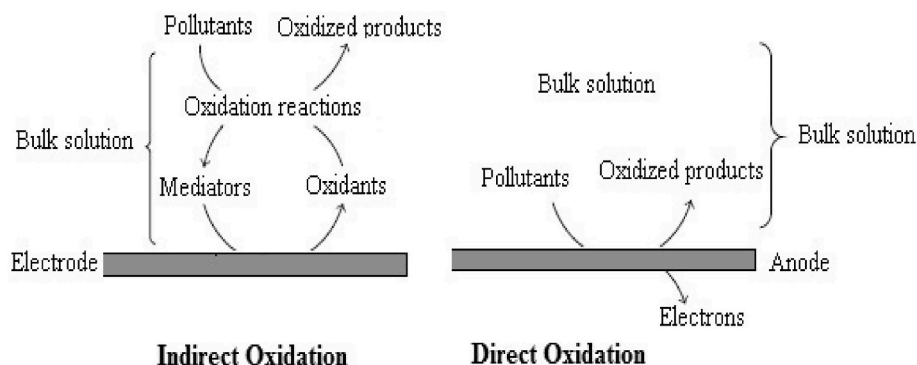 Pollutants
Oxidized products
Oxidation reactions
Bulk solution
Mediators
Oxidants
Electrode
Indirect Oxidation
Bulk solution
Bulk solution
Pollutants
Oxidized products
Anode
Electrons
Direct Oxidation